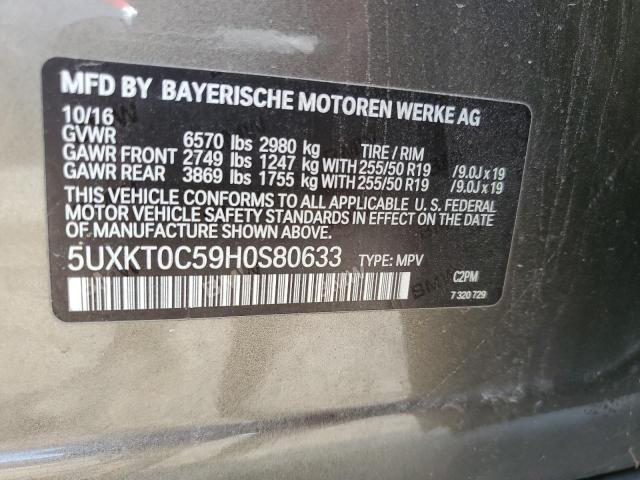 MFD BY BAYERISCHE MOTOREN WERKE AG
10/16
GVWR 6570 lbs 2980 kg TIRE / RIM
GAWR FRONT 2749 lbs 1247 kg WITH 255/50 R19 /9.0J x 19
GAWR REAR 3869 lbs 1755 kg WITH 255/50 R19 /9.0J x 19
THIS VEHICLE CONFORMS TO ALL APPLICABLE U.S. FEDERAL
MOTOR VEHICLE SAFETY STANDARDS IN EFFECT ON THE DATE
OF MANUFACTURE SHOWN ABOVE.
5UXKT0C59H0S80633 TYPE: MPV
C2PM
7 320 729